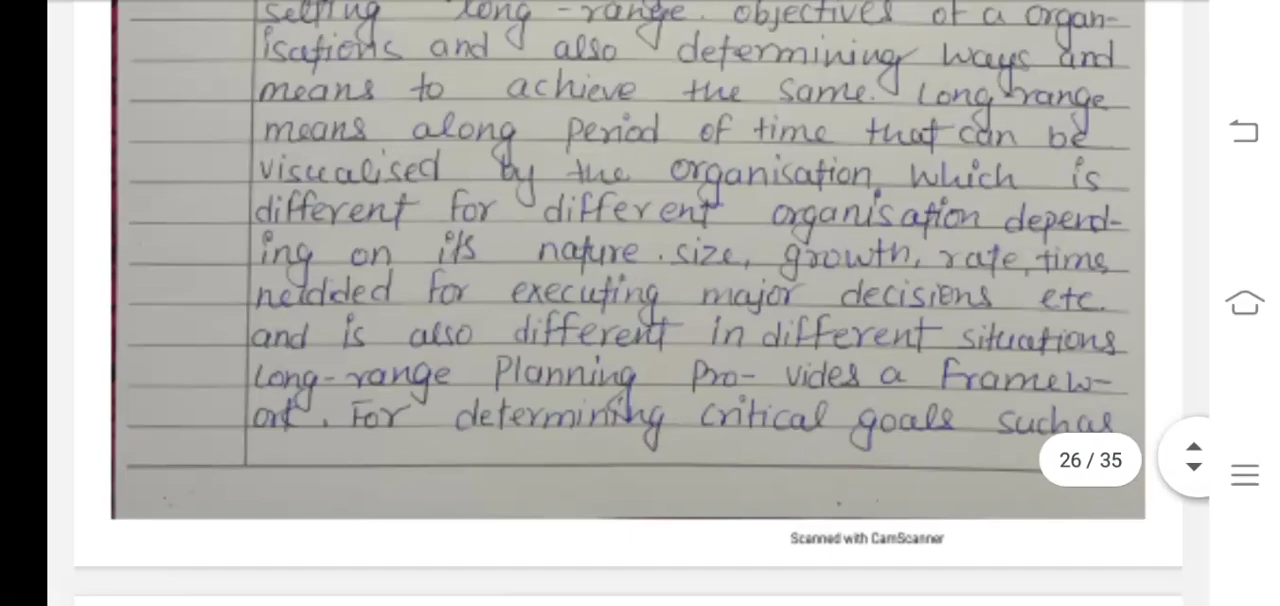 setting long-range. objectives of a organ-
isations and also determining ways and
means to achieve the same. Long range
means along period of time that can be
visualised by the organisation, which is
different for different organisation depend-
ing on its nature. size, growth, rate, time
neidded for executing major decisions etc.
and is also different in different situations
Long-range Planning Pro- vides a Framew-
ork. For determining critical goals suchas
26 / 35
Scanned with CamScanner